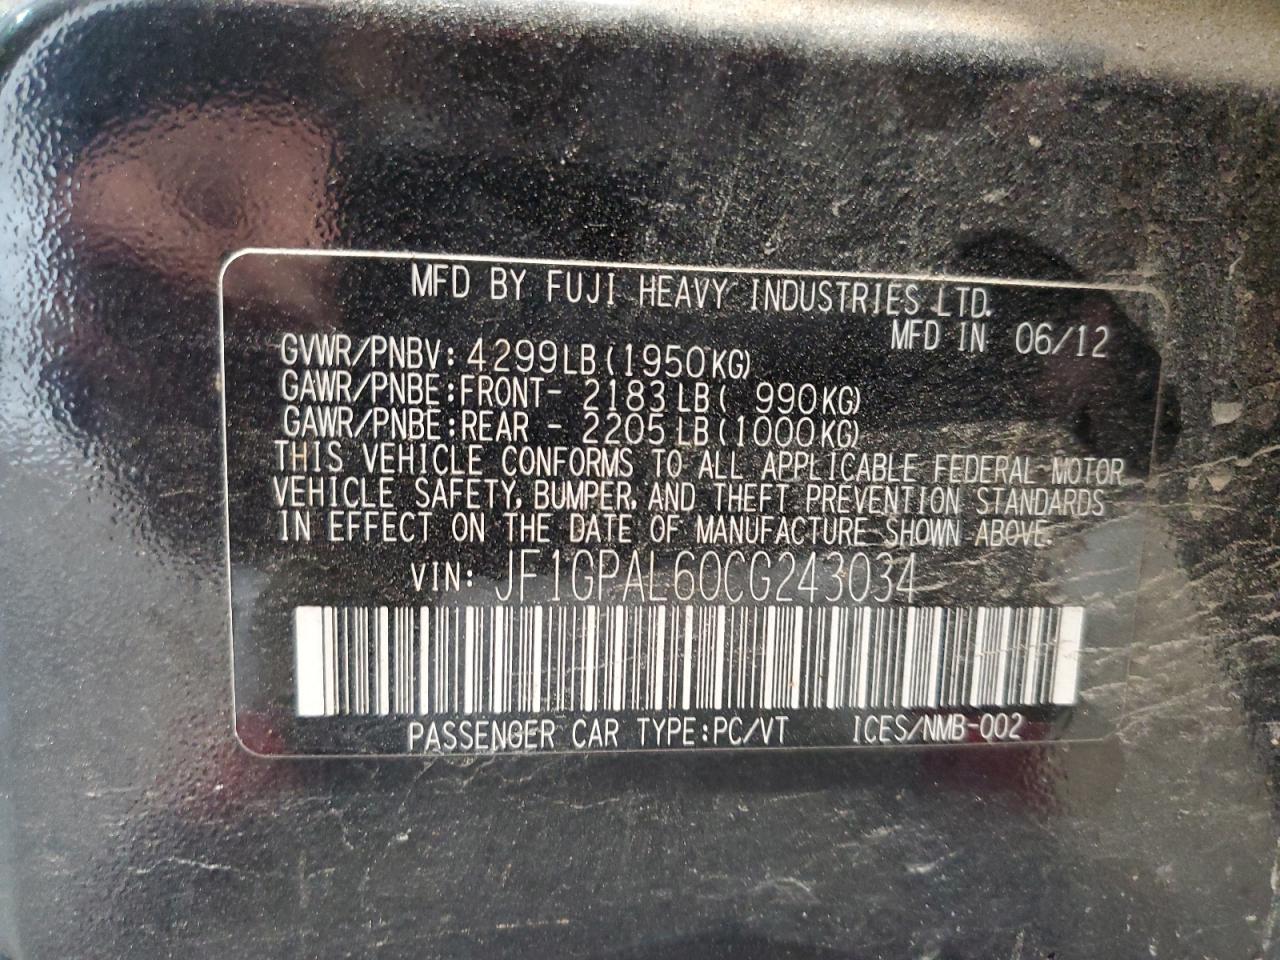 MFD BY FUJI HEAVY INDUSTRIES LTD.
MFD IN 06/12
GVWR/PNBV: 4299LB (1950KG)
GAWR/PNBE:FRONT- 2183LB ( 990KG)
GAWR/PNBE:REAR - 2205LB (1000KG)
THIS VEHICLE CONFORMS TO ALL APPLICABLE FEDERAL MOTOR
VEHICLE SAFETY, BUMPER, AND THEFT PREVENTION STANDARDS
IN EFFECT ON THE DATE OF MANUFACTURE SHOWN ABOVE.
VIN: JF1GPAL60CG243034
PASSENGER CAR TYPE:PC/VT ICES/NMB-002